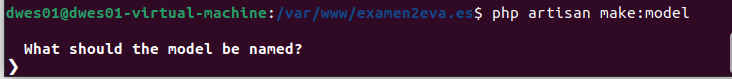 dwes01@dwes01-virtual-machine:/var/www/examen2eva.es$ php artisan make:model
What should the model be named?
❯